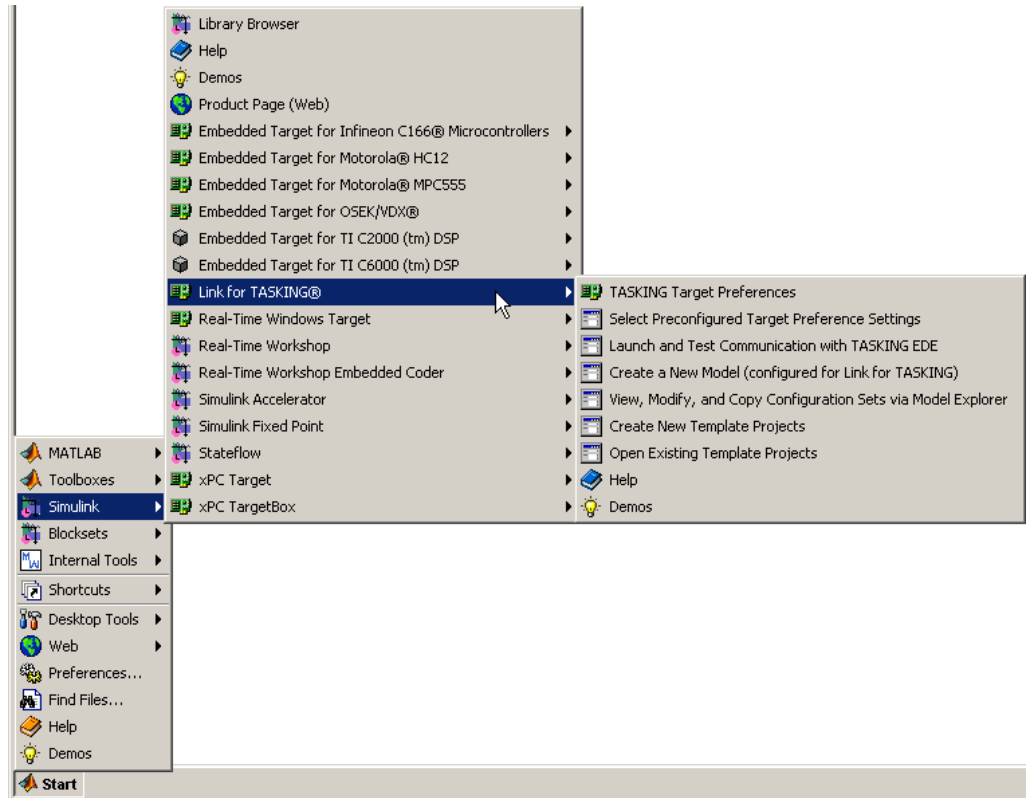 Library Browser
Help
Demos
Product Page (Web)
Embedded Target for Infineon C166® Microcontrollers
Embedded Target for Motorola® HC12
Embedded Target for Motorola® MPC555
Embedded Target for OSEK/VDX®
Embedded Target for TI C2000 (tm) DSP
Embedded Target for TI C6000 (tm) DSP
Link for TASKING®
Real-Time Windows Target
Real-Time Workshop
Real-Time Workshop Embedded Coder
Simulink Accelerator
Simulink Fixed Point
Stateflow
xPC Target
xPC TargetBox
TASKING Target Preferences
Select Preconfigured Target Preference Settings
Launch and Test Communication with TASKING EDE
Create a New Model (configured for Link for TASKING)
View, Modify, and Copy Configuration Sets via Model Explorer
Create New Template Projects
Open Existing Template Projects
Help
Demos
MATLAB
Toolboxes
Simulink
Blocksets
Internal Tools
Shortcuts
Desktop Tools
Web
Preferences...
Find Files...
Help
Demos
Start